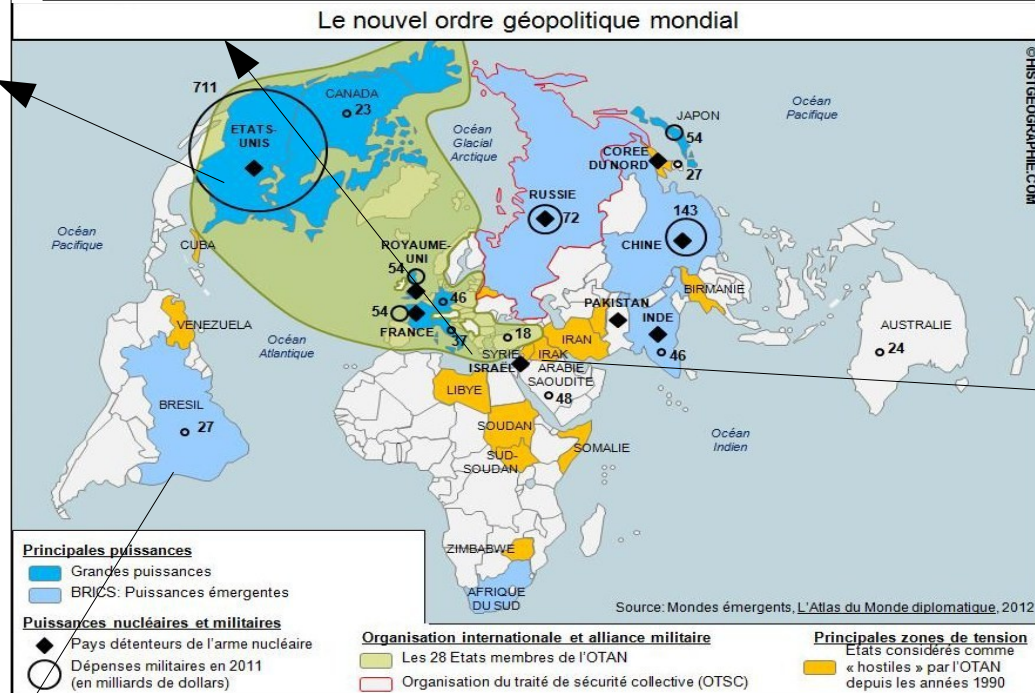 Le nouvel ordre géopolitique mondial
©HISTGEOGRAPHIE.COM
711
CANADA
23
ETATS-
UNIS
Océan
Pacifique
CUBA
Océan
Glacial
Arctique
Océan
Pacifique
JAPON
54
COREE
DU NORD
27
RUSSIE
72
143
CHINE
ROYAUME-
UNI
54
46
54
FRANCE
37
18
SYRIE
ISRAËL
IRAK
IRAN
ARABIE
SAOUDITE
48
PAKISTAN
INDE
46
BIRMANIE
AUSTRALIE
24
VENEZUELA
Océan
Atlantique
BRESIL
27
LIBYE
SOUDAN
SUD-
SOUDAN
SOMALIE
Océan
Indien
ZIMBABWE
AFRIQUE
DU SUD
Source: Mondes émergents, L'Atlas du Monde diplomatique, 2012
Principales puissances
Grandes puissances
BRICS: Puissances émergentes
Puissances nucléaires et militaires
Pays détenteurs de l'arme nucléaire
Dépenses militaires en 2011
(en milliards de dollars)
Organisation internationale et alliance militaire
Les 28 Etats membres de l'OTAN
Organisation du traité de sécurité collective (OTSC)
Principales zones de tension
Etats considérés comme
« hostiles » par l'OTAN
depuis les années 1990